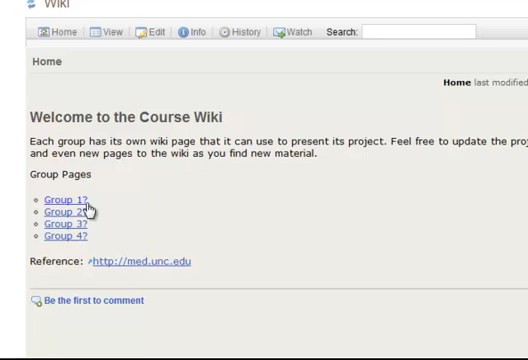 Wiki
Home View Edit Info History Watch Search:
Home
Home last modified
Welcome to the Course Wiki
Each group has its own wiki page that it can use to present its project. Feel free to update the proj
and even new pages to the wiki as you find new material.
Group Pages
Group 1?
Group 2?
Group 3?
Group 4?
Reference: http://med.unc.edu
Be the first to comment